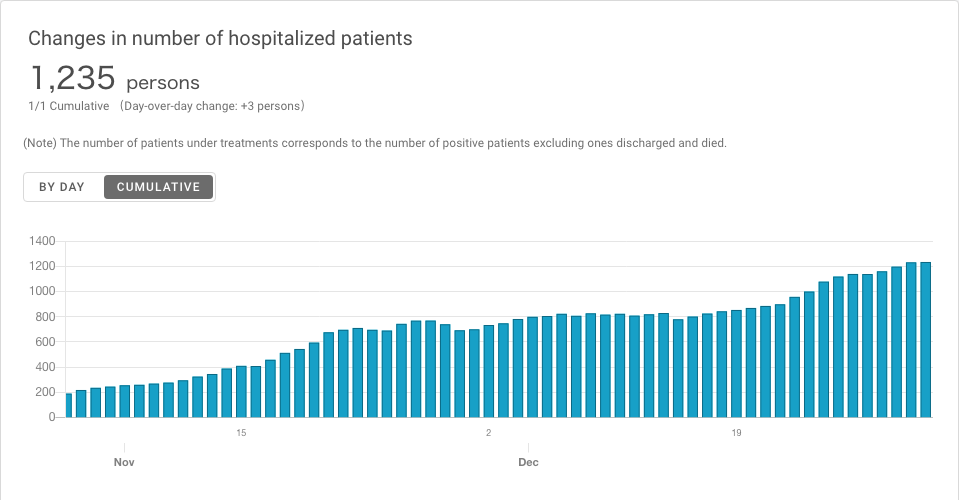 Changes in number of hospitalized patients
1,235 persons
1/1 Cumulative (Day-over-day change: +3 persons)
(Note) The number of patients under treatments corresponds to the number of positive patients excluding ones discharged and died.
BY DAY CUMULATIVE
1400
1200
1000
800
600
400
200
0
15 2 19
Nov Dec